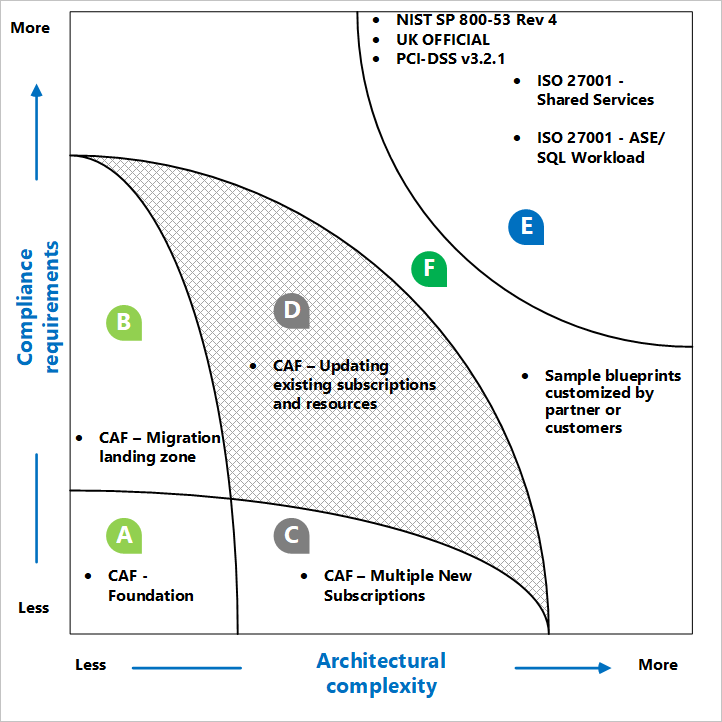 More
• NIST SP 800-53 Rev 4
• UK OFFICIAL
• PCI-DSS v3.2.1
• ISO 27001 -
Shared Services
• ISO 27001 - ASE/
SQL Workload
E
F
D
B
Compliance
requirements
• CAF – Updating
existing subscriptions
and resources
• Sample blueprints
customized by
partner or
customers
• CAF – Migration
landing zone
A
C
• CAF -
Foundation
• CAF – Multiple New
Subscriptions
Less
Less
Architectural
complexity
More